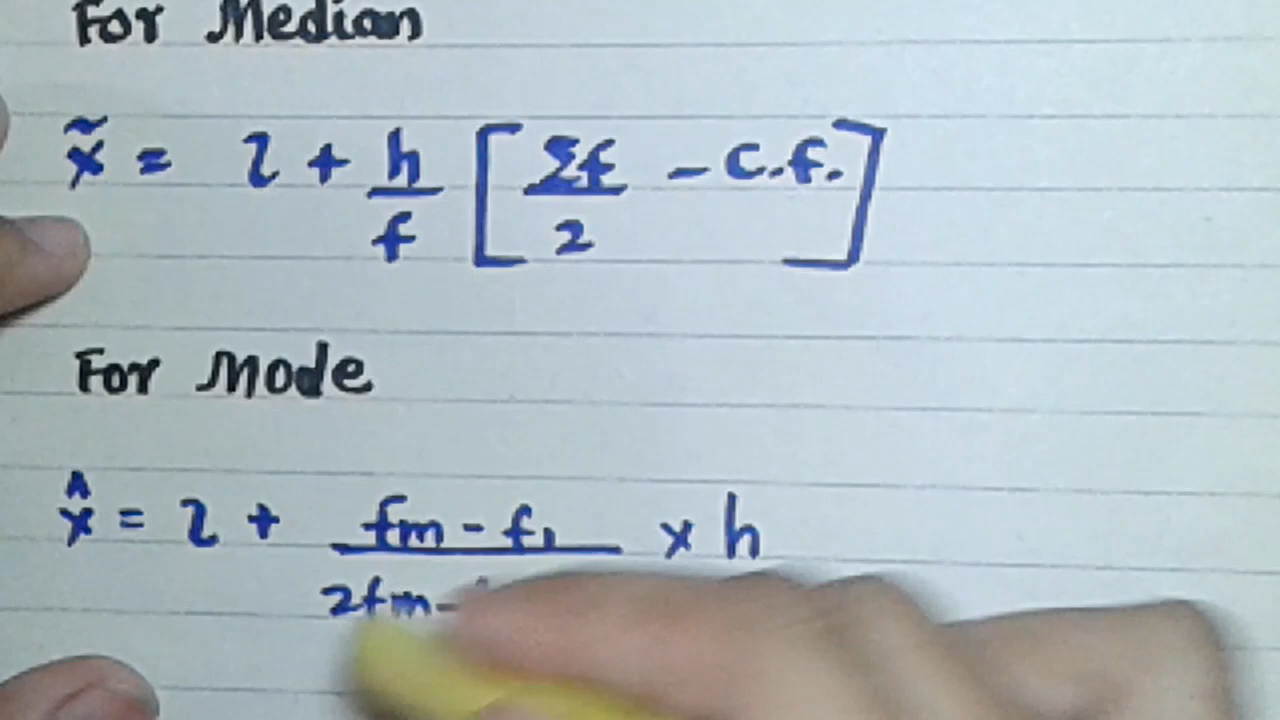 For Median
x̃ = l + h/f [ Σf/2 - C.f. ]
For Mode
x̂ = l + fm - f1 x h
2fm-